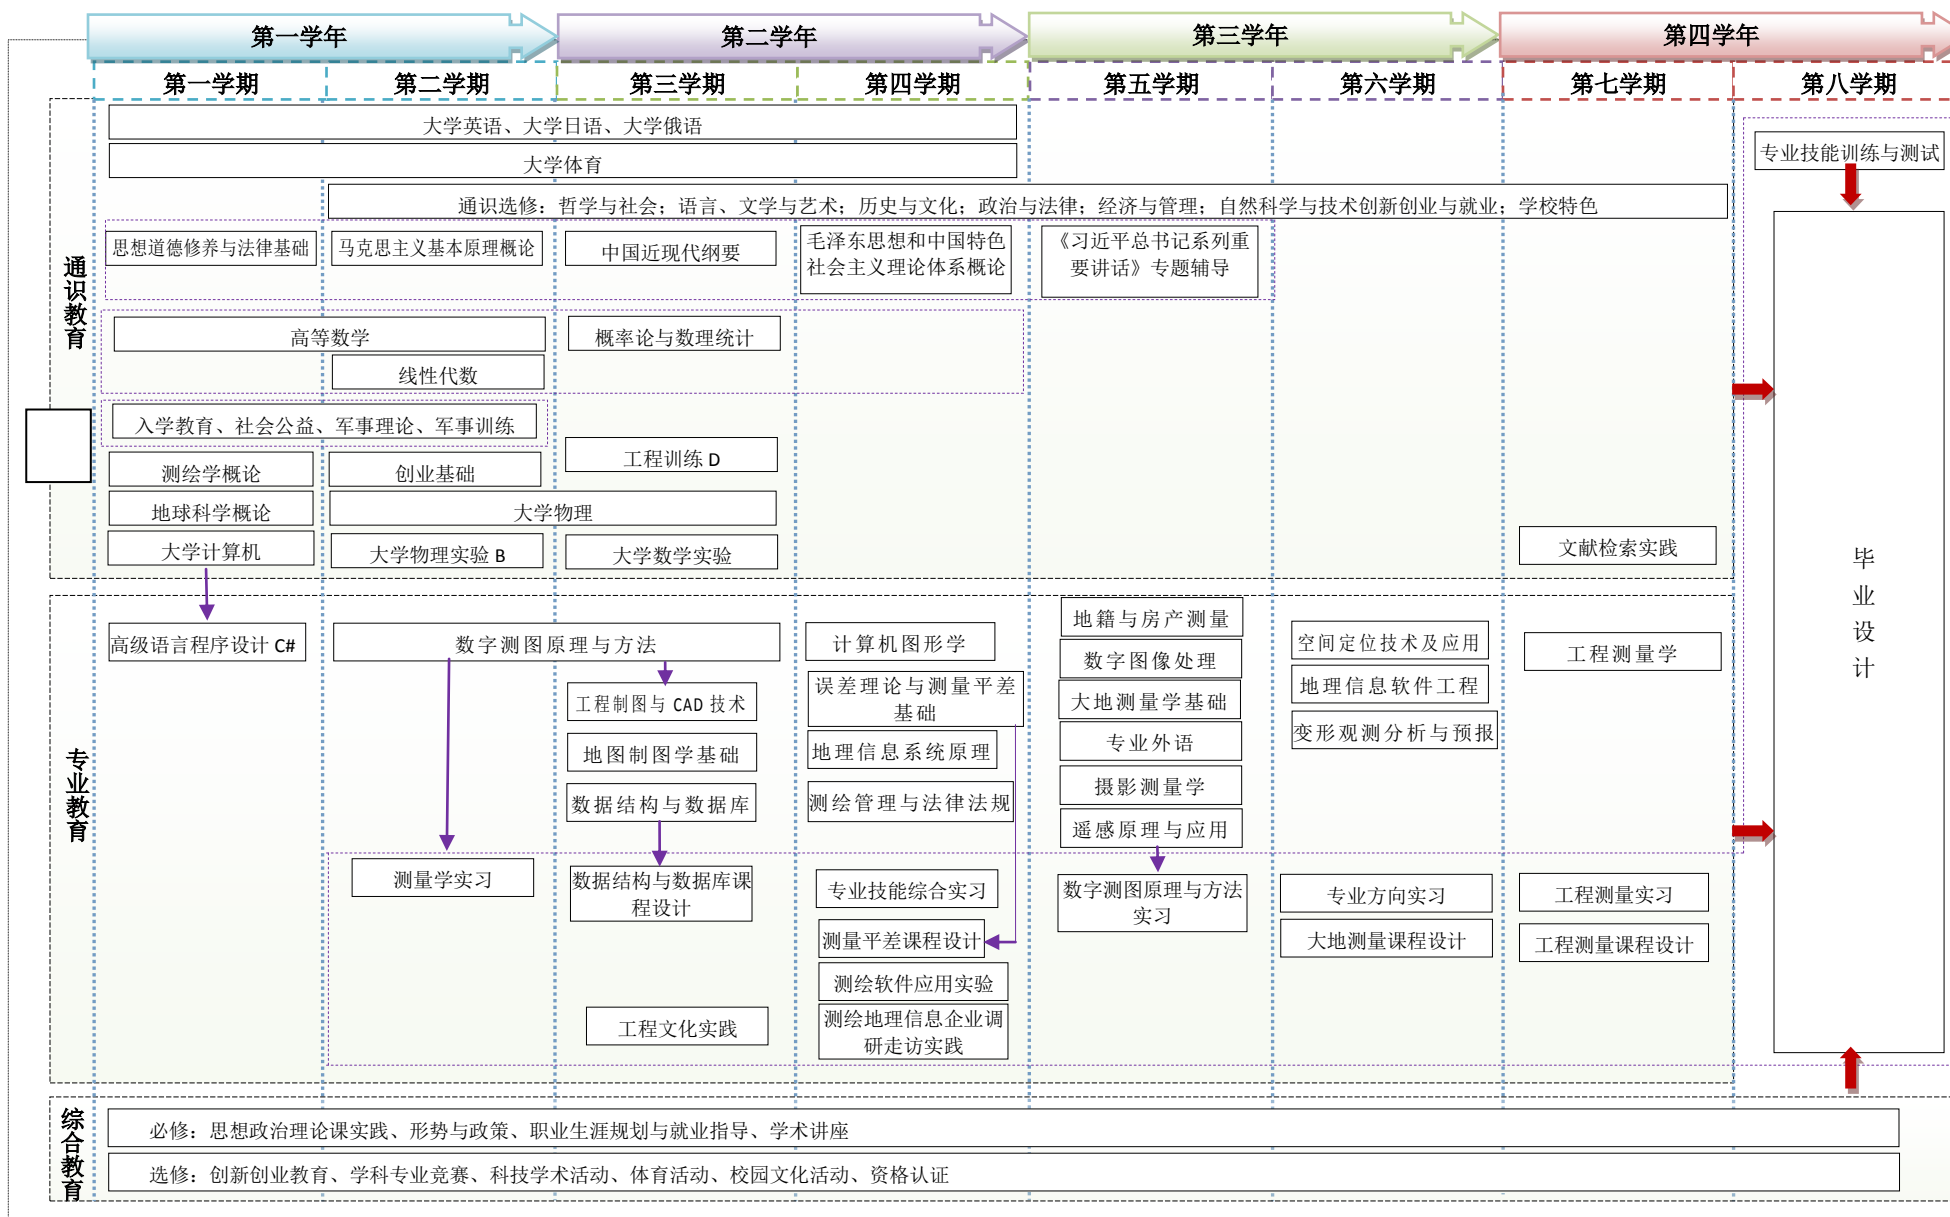 第一学年
第二学年
第三学年
第四学年
第一学期
第二学期
第三学期
第四学期
第五学期
第六学期
第七学期
第八学期
通识教育
大学英语、大学日语、大学俄语
大学体育
通识选修：哲学与社会；语言、文学与艺术；历史与文化；政治与法律；经济与管理；自然科学与技术创新创业与就业；学校特色
专业技能训练与测试
思想道德修养与法律基础
马克思主义基本原理概论
中国近现代纲要
毛泽东思想和中国特色
社会主义理论体系概论
《习近平总书记系列重
要讲话》专题辅导
高等数学
概率论与数理统计
线性代数
入学教育、社会公益、军事理论、军事训练
工程训练 D
测绘学概论
创业基础
地球科学概论
大学物理
大学计算机
大学物理实验 B
大学数学实验
文献检索实践
毕业设计
专业教育
高级语言程序设计 C#
数字测图原理与方法
工程制图与 CAD 技术
地图制图学基础
数据结构与数据库
计算机图形学
误差理论与测量平差
基础
地理信息系统原理
测绘管理与法律法规
地籍与房产测量
数字图像处理
大地测量学基础
专业外语
摄影测量学
遥感原理与应用
空间定位技术及应用
地理信息软件工程
变形观测分析与预报
工程测量学
测量学实习
数据结构与数据库课
程设计
工程文化实践
专业技能综合实习
测量平差课程设计
测绘软件应用实验
测绘地理信息企业调
研走访实践
数字测图原理与方法
实习
专业方向实习
大地测量课程设计
工程测量实习
工程测量课程设计
综合教育
必修：思想政治理论课实践、形势与政策、职业生涯规划与就业指导、学术讲座
选修：创新创业教育、学科专业竞赛、科技学术活动、体育活动、校园文化活动、资格认证